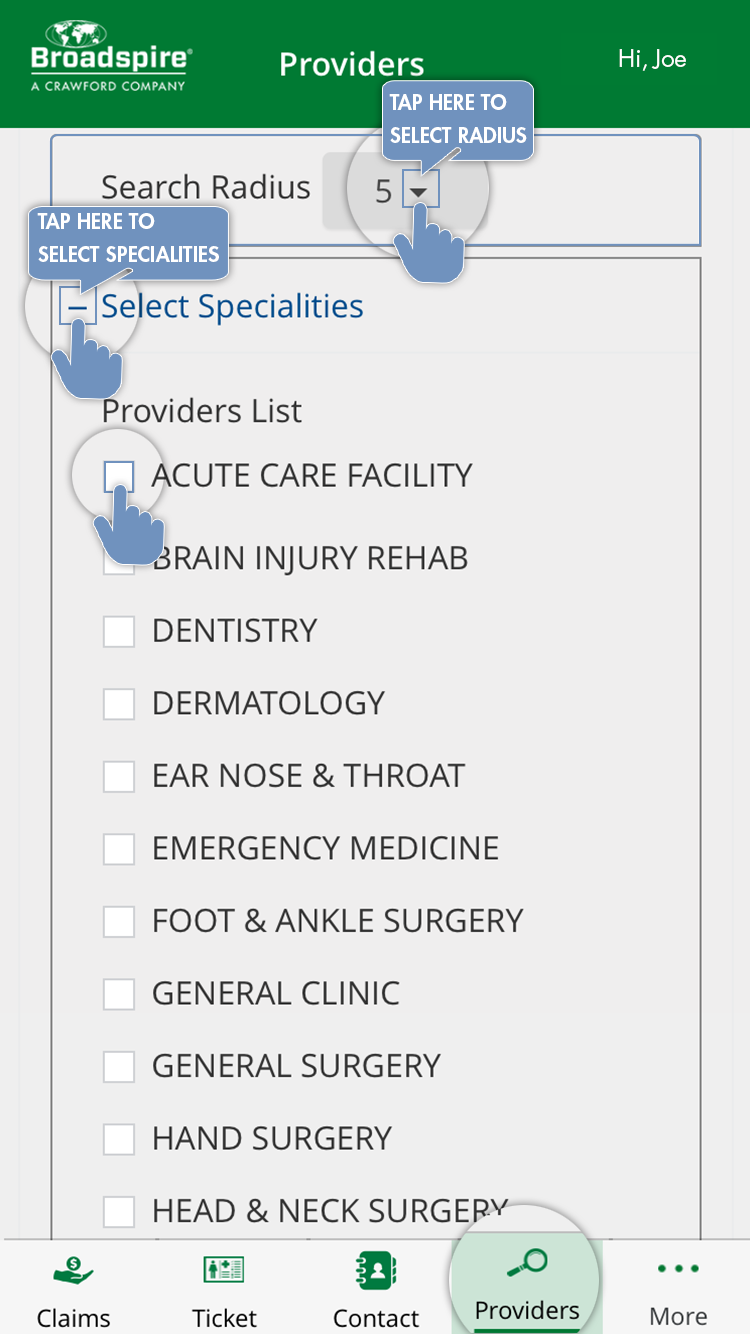 Broadspire®
A CRAWFORD COMPANY
Providers
Hi, Joe
TAP HERE TO
SELECT RADIUS
Search Radius
5
TAP HERE TO
SELECT SPECIALITIES
Select Specialities
Providers List
ACUTE CARE FACILITY
BRAIN INJURY REHAB
DENTISTRY
DERMATOLOGY
EAR NOSE & THROAT
EMERGENCY MEDICINE
FOOT & ANKLE SURGERY
GENERAL CLINIC
GENERAL SURGERY
HAND SURGERY
HEAD & NECK SURGERY
Claims
Ticket
Contact
Providers
More